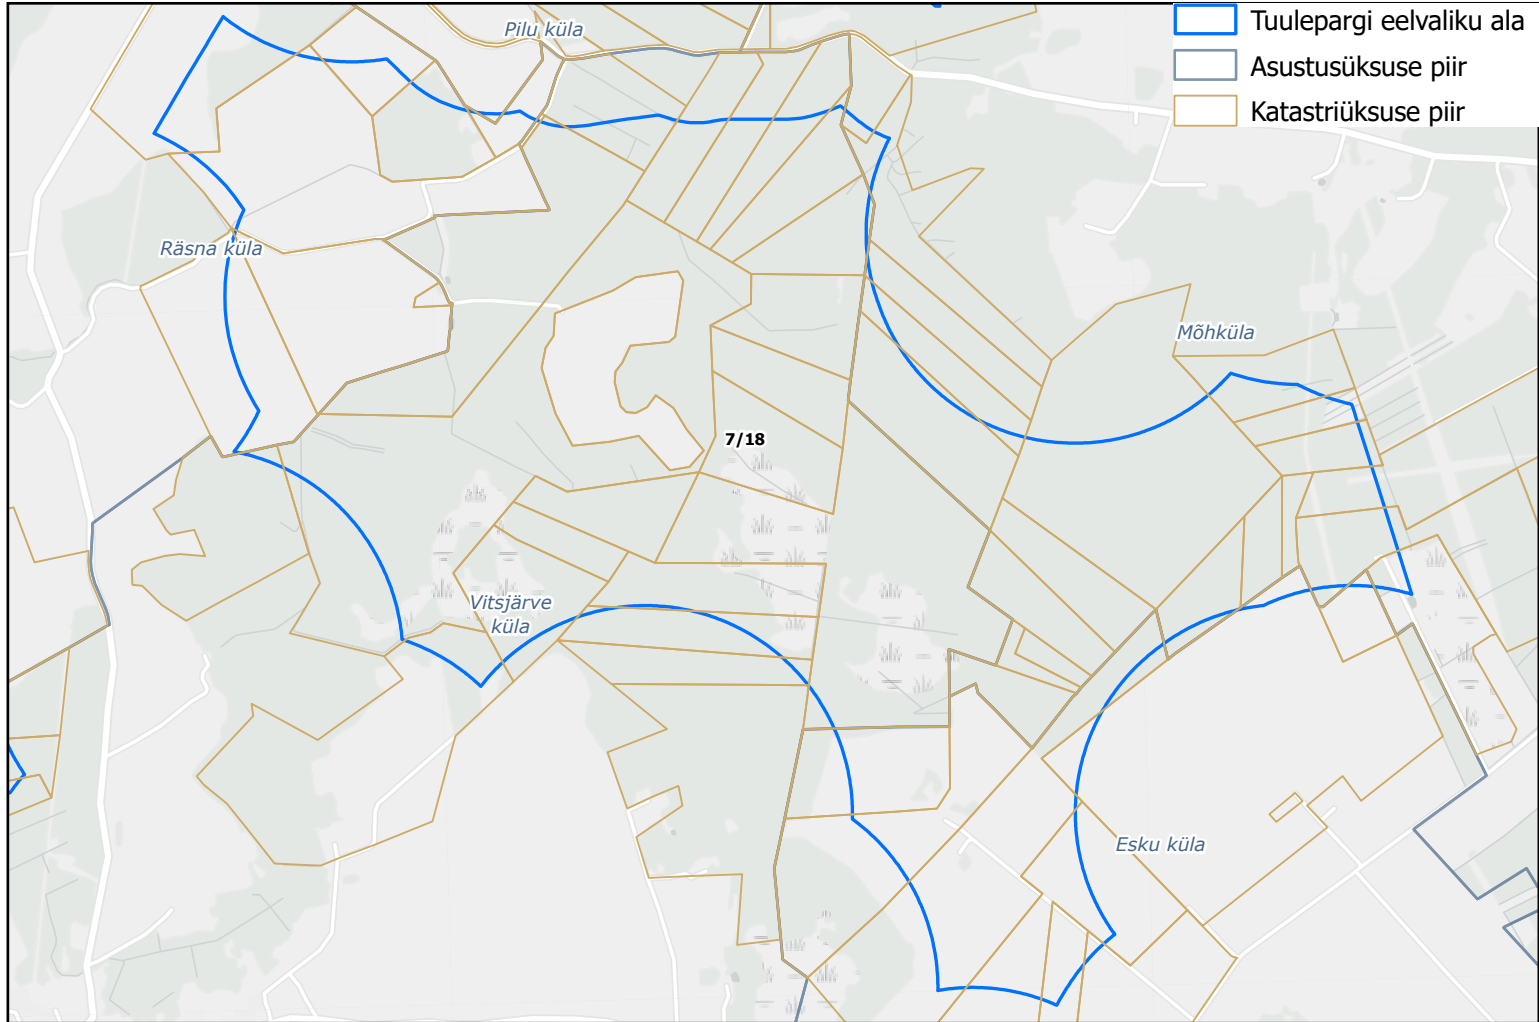 Pilu küla
Tuulepargi eelvaliku ala
Asustusüksuse piir
Katastriüksuse piir
Räsna küla
Mõhküla
7/18
Vitsjärve
küla
Esku küla